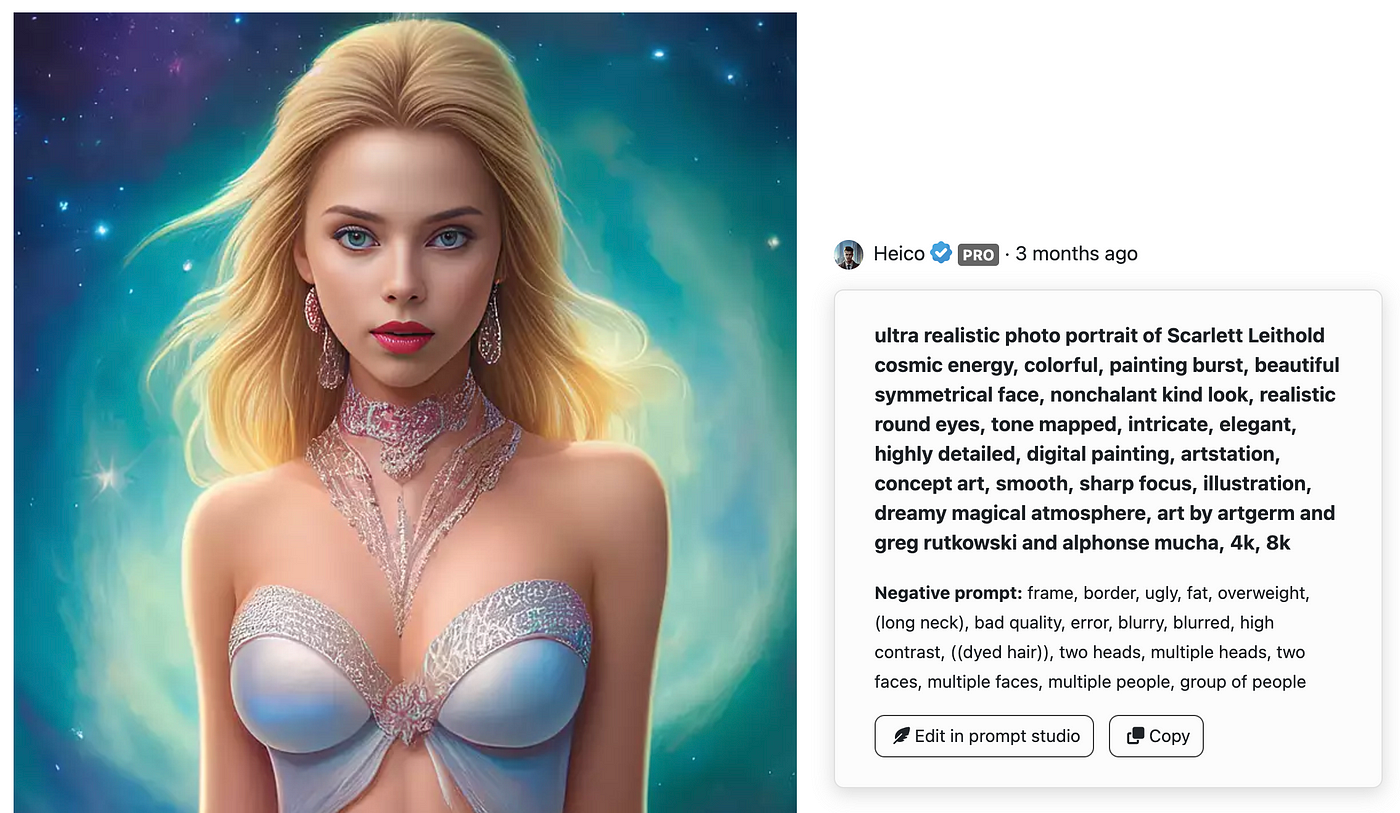 Heico PRO · 3 months ago
ultra realistic photo portrait of Scarlett Leithold
cosmic energy, colorful, painting burst, beautiful
symmetrical face, nonchalant kind look, realistic
round eyes, tone mapped, intricate, elegant,
highly detailed, digital painting, artstation,
concept art, smooth, sharp focus, illustration,
dreamy magical atmosphere, art by artgerm and
greg rutkowski and alphonse mucha, 4k, 8k
Negative prompt: frame, border, ugly, fat, overweight,
(long neck), bad quality, error, blurry, blurred, high
contrast, ((dyed hair)), two heads, multiple heads, two
faces, multiple faces, multiple people, group of people
Edit in prompt studio Copy